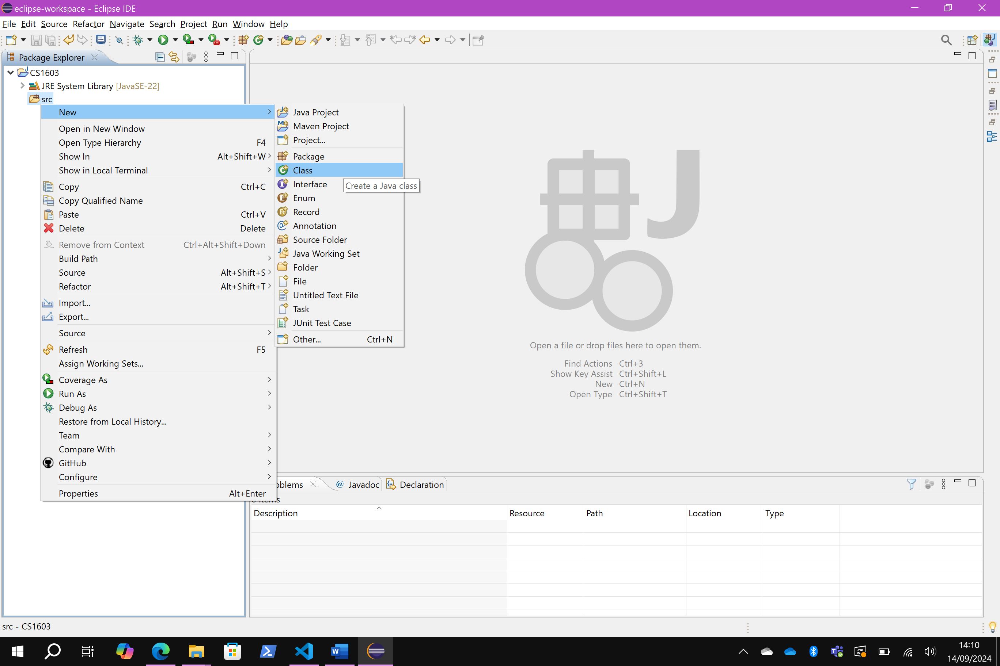 eclipse-workspace - Eclipse IDE
File Edit Source Refactor Navigate Search Project Run Window Help
Package Explorer
CS1603
JRE System Library [JavaSE-22]
src
New
Open in New Window
Open Type Hierarchy F4
Show In Alt+Shift+W
Show in Local Terminal
Copy Ctrl+C
Copy Qualified Name
Paste Ctrl+V
Delete Delete
Remove from Context Ctrl+Alt+Shift+Down
Build Path
Source Alt+Shift+S
Refactor Alt+Shift+T
Import...
Export...
Source
Refresh F5
Assign Working Sets...
Coverage As
Run As
Debug As
Restore from Local History...
Team
Compare With
GitHub
Configure
Properties Alt+Enter
Java Project
Maven Project
Project...
Package
Class
Interface
Create a Java class
Enum
Record
Annotation
Source Folder
Java Working Set
Folder
File
Untitled Text File
Task
JUnit Test Case
Other... Ctrl+N
Open a file or drop files here to open them.
Find Actions Ctrl+3
Show Key Assist Ctrl+Shift+L
New Ctrl+N
Open Type Ctrl+Shift+T
oblems @ Javadoc Declaration
0 items
Description Resource Path Location Type
src - CS1603
14:10
14/09/2024